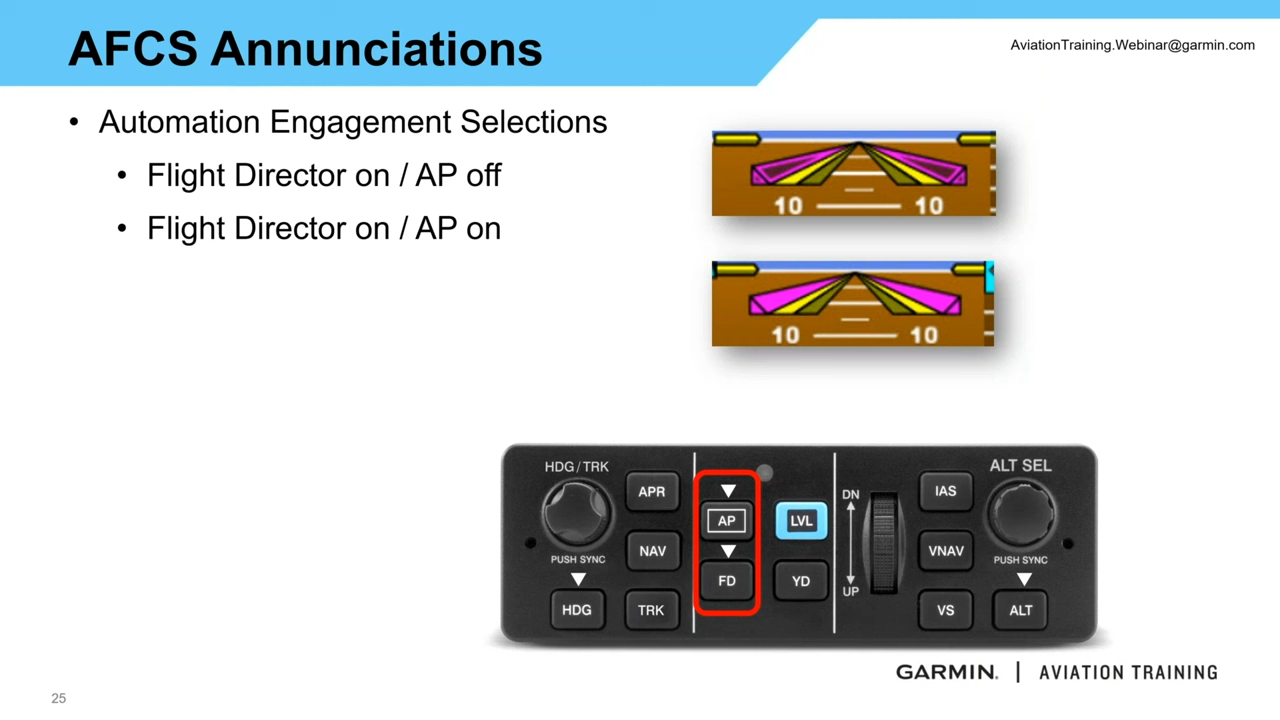 AFCS Annunciations
AviationTraining.Webinar@garmin.com
• Automation Engagement Selections
• Flight Director on / AP off
• Flight Director on / AP on
10 10
10 10
HDG / TRK
APR
AP
LVL
DN
IAS
ALT SEL
PUSH SYNC
NAV
FD
YD
UP
VNAV
PUSH SYNC
HDG
TRK
VS
ALT
GARMIN. | AVIATION TRAINING
25